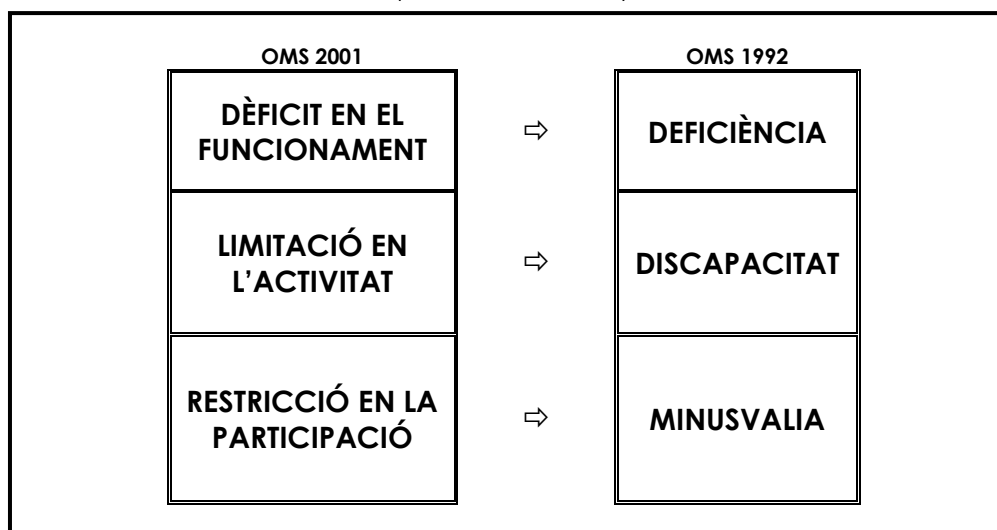 OMS 2001
OMS 1992
DÈFICIT EN EL
FUNCIONAMENT
⇨
DEFICIÈNCIA
LIMITACIÓ EN
L’ACTIVITAT
⇨
DISCAPACITAT
RESTRICCIÓ EN LA
PARTICIPACIÓ
⇨
MINUSVALIA